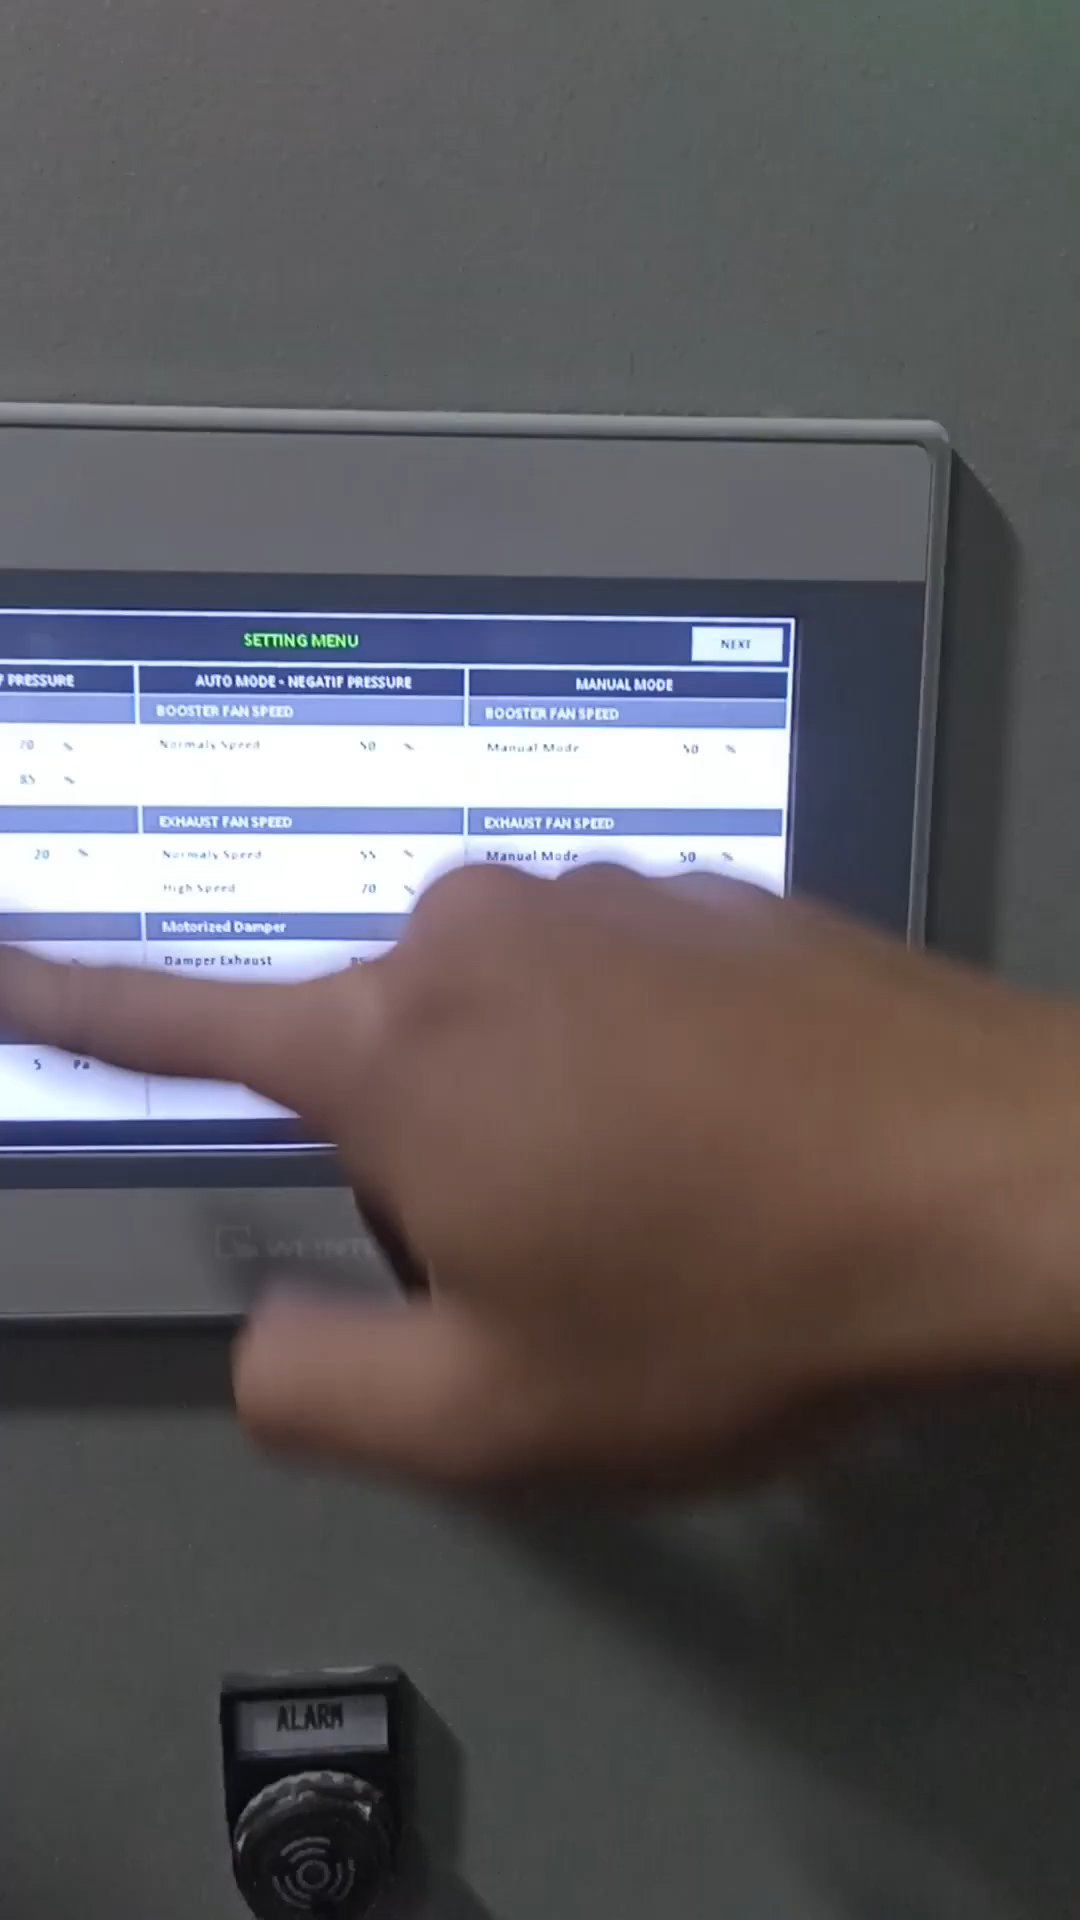 SETTING MENU
NEXT
F PRESSURE
AUTO MODE - NEGATIF PRESSURE
MANUAL MODE
BOOSTER FAN SPEED
BOOSTER FAN SPEED
70 %
Normaly Speed 50 %
Manual Mode 50 %
85 %
EXHAUST FAN SPEED
EXHAUST FAN SPEED
20 %
Normaly Speed 55 %
Manual Mode 50 %
High Speed 70 %
Motorized Damper
%
Damper Exhaust
5 Pa
ALARM